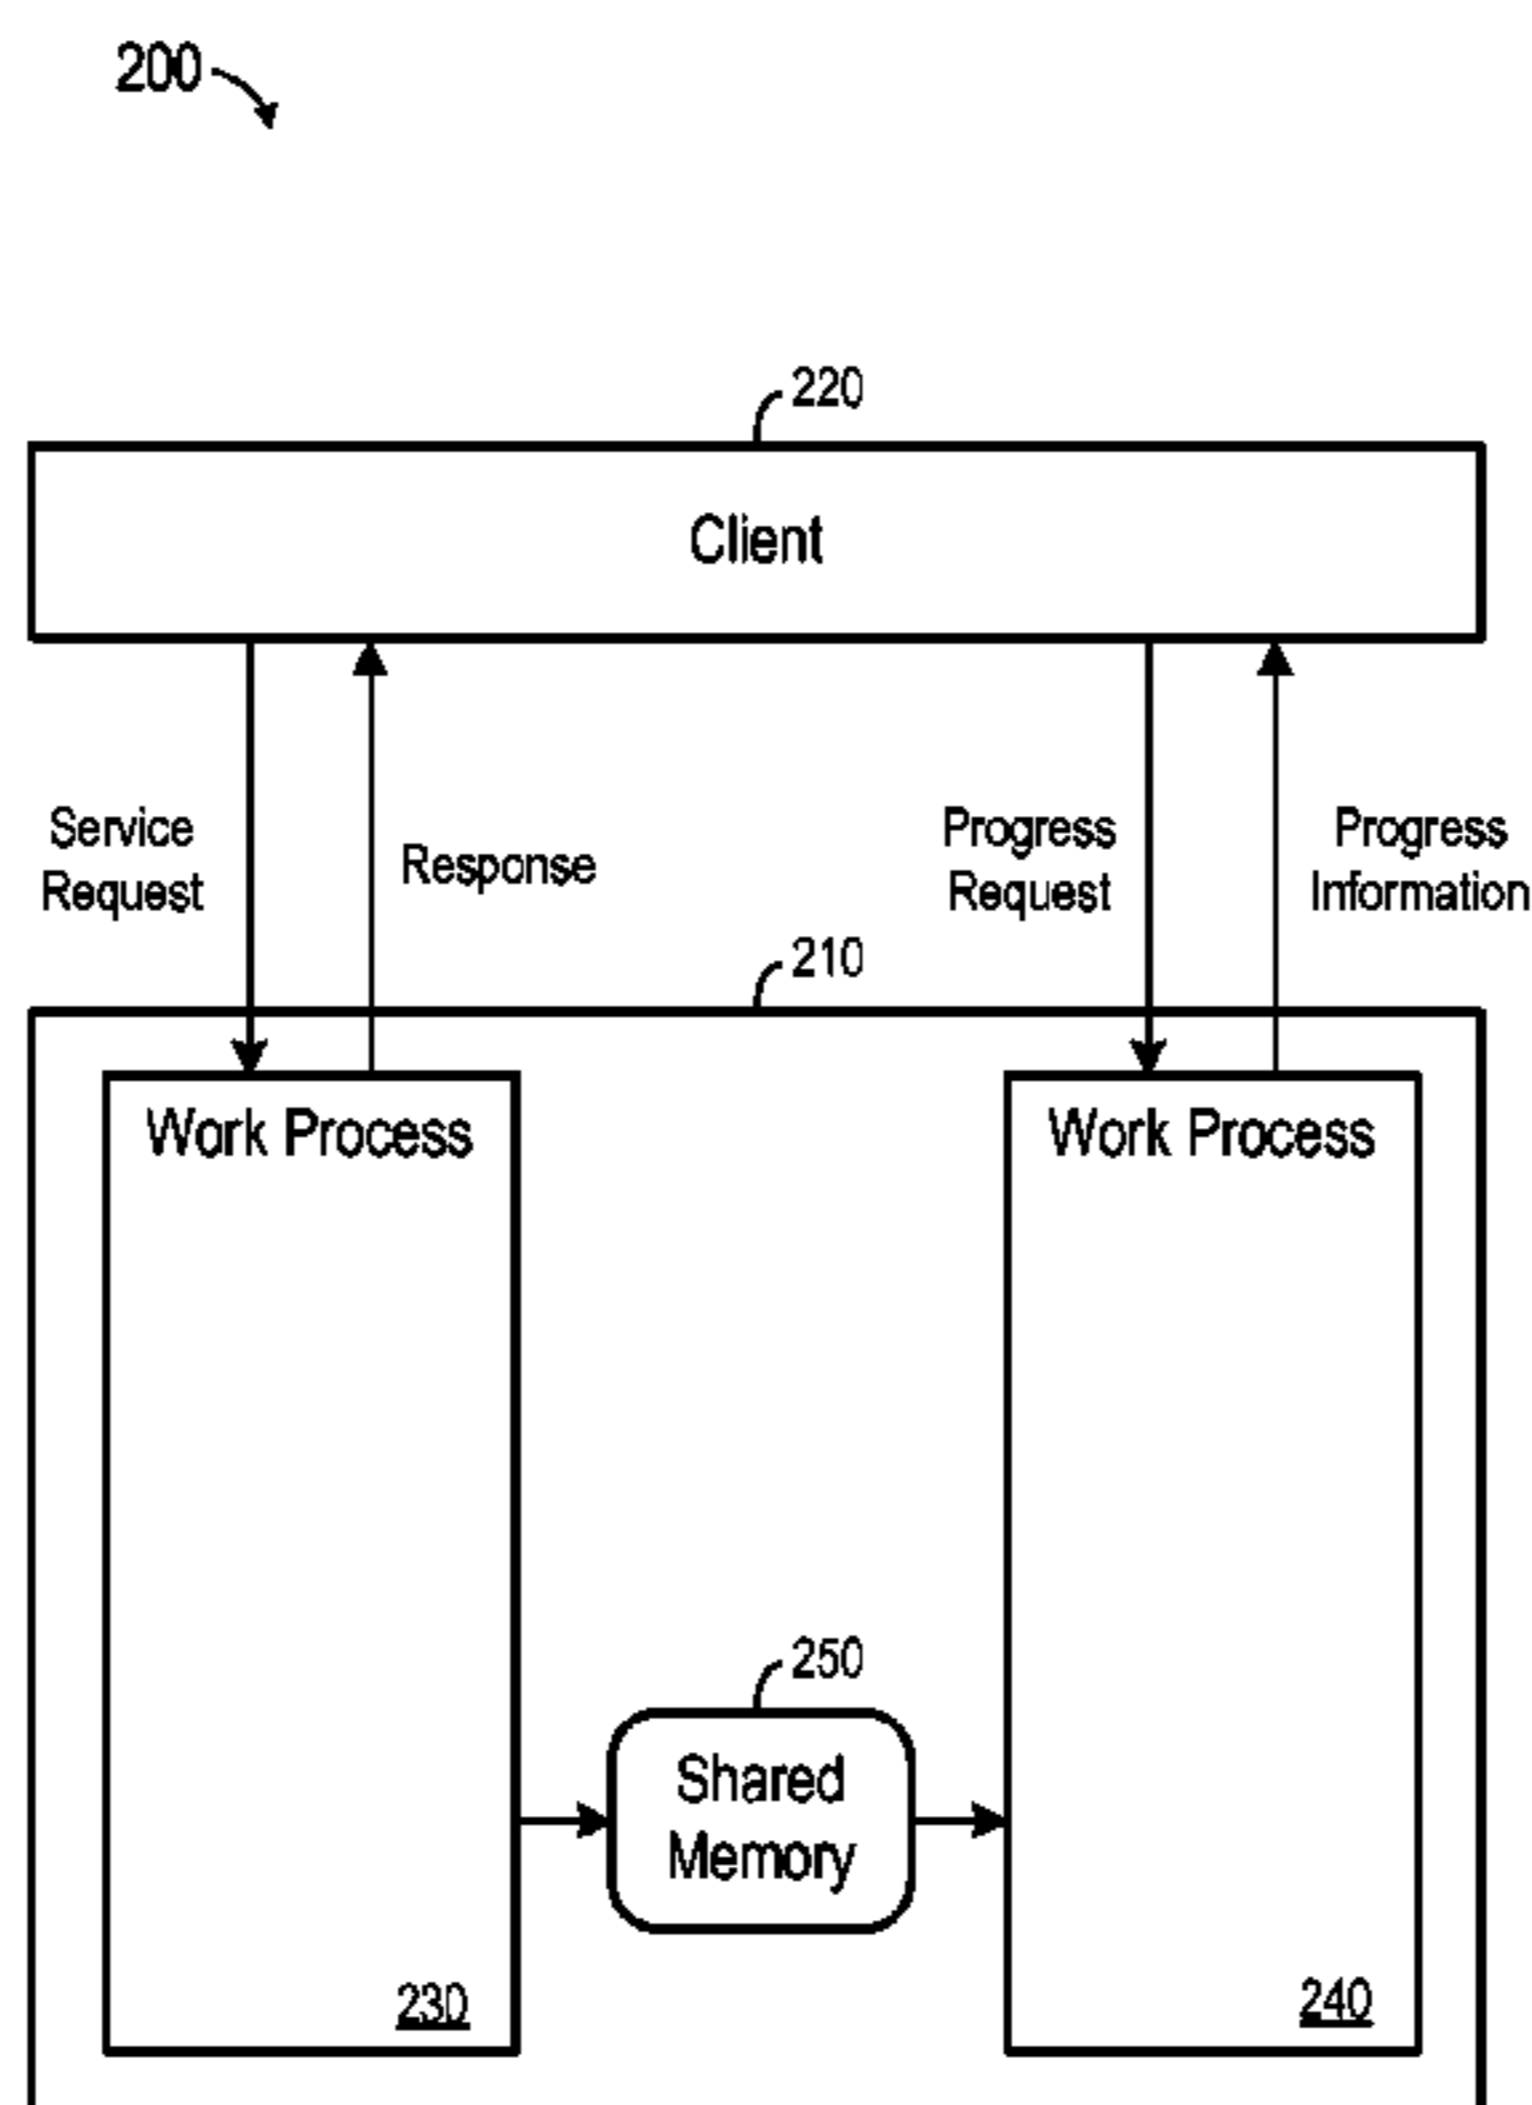 200
220
Client
Service
Request
Response
Progress
Request
Progress
Information
210
Work Process
Work Process
250
Shared
Memory
230
240